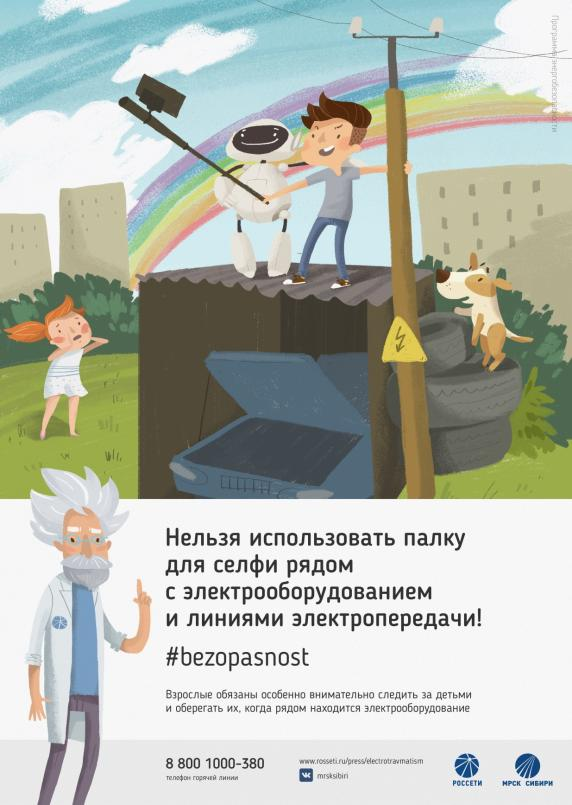 Программа энергобезопасности
Нельзя использовать палку
для селфи рядом
с электрооборудованием
и линиями электропередачи!
#bezopasnost
Взрослые обязаны особенно внимательно следить за детьми
и оберегать их, когда рядом находится электрооборудование
8 800 1000-380
телефон горячей линии
www.rosseti.ru/press/electrotravmatism
mrsksibiri
РОССЕТИ
МРСК СИБИРИ